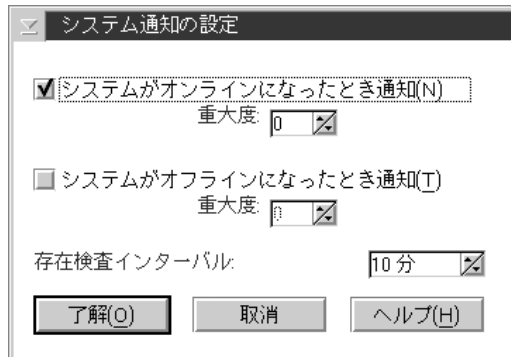 システム通知の設定
システムがオンラインになったとき通知(N)
重大度: 0
システムがオフラインになったとき通知(T)
重大度: 0
存在検査インターバル: 10 分
了解(O) 取消 ヘルプ(H)